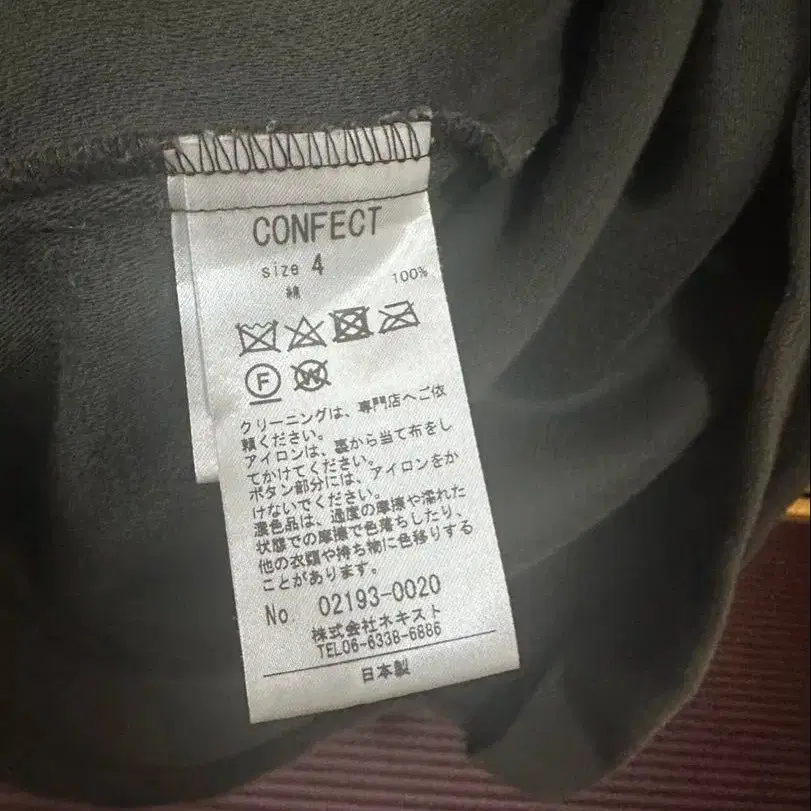 CONFECT
size 4
綿 100%
F
W
クリーニングは、専門店へご依
頼ください。
アイロンは、裏から当て布をし
てかけてください。
ボタン部分には、アイロンをか
けないでください。
濃色品は、過度の摩擦や濡れた
状態での摩擦で色落ちしたり、
他の衣類や持ち物に色移りする
ことがあります。
No. 02193-0020
株式会社ネキスト
TEL06-6338-6886
日本製